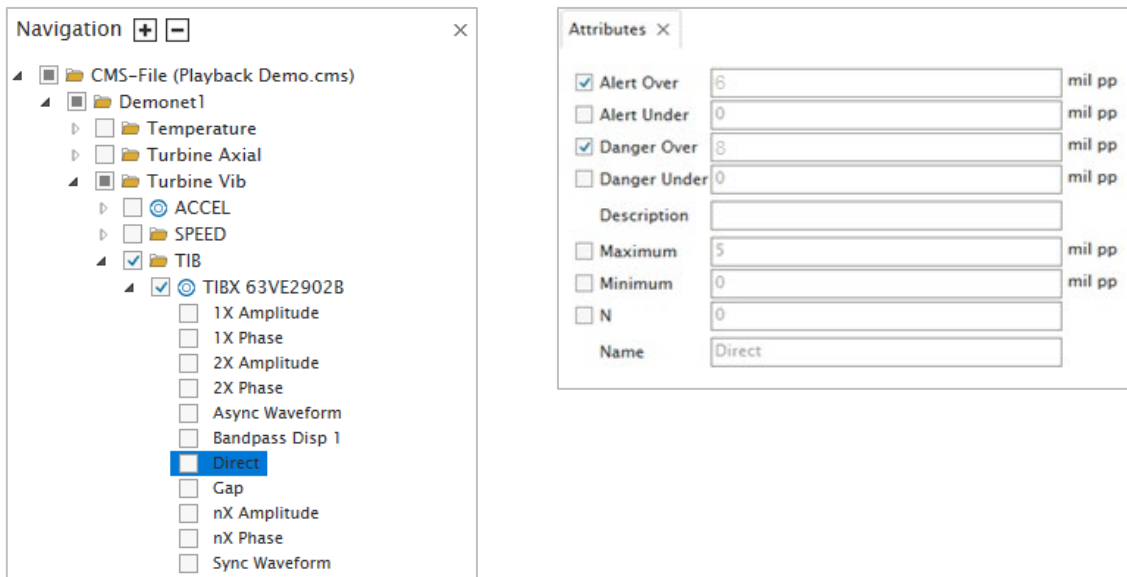 Navigation
CMS-File (Playback Demo.cms)
Demonet1
Temperature
Turbine Axial
Turbine Vib
ACCEL
SPEED
TIB
TIBX 63VE2902B
1X Amplitude
1X Phase
2X Amplitude
2X Phase
Async Waveform
Bandpass Disp 1
Direct
Gap
nX Amplitude
nX Phase
Sync Waveform
Attributes
Alert Over 6 mil pp
Alert Under 0 mil pp
Danger Over 8 mil pp
Danger Under 0 mil pp
Description
Maximum 5 mil pp
Minimum 0 mil pp
N 0
Name Direct